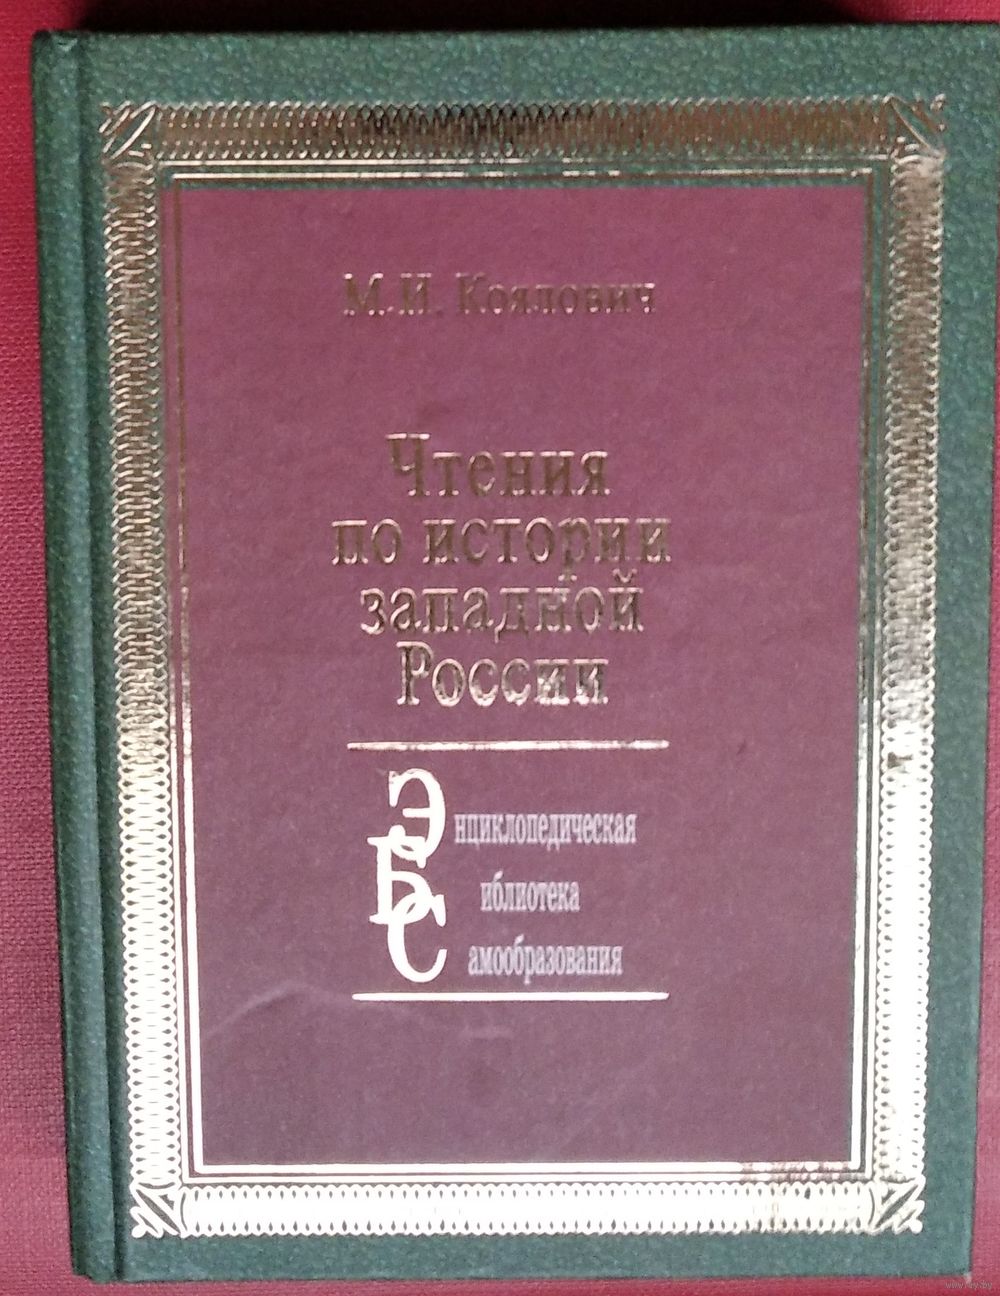 М.И. Коялович
Чтения
по истории
западной
России
Энциклопедическая
Библиотека
Самообразования